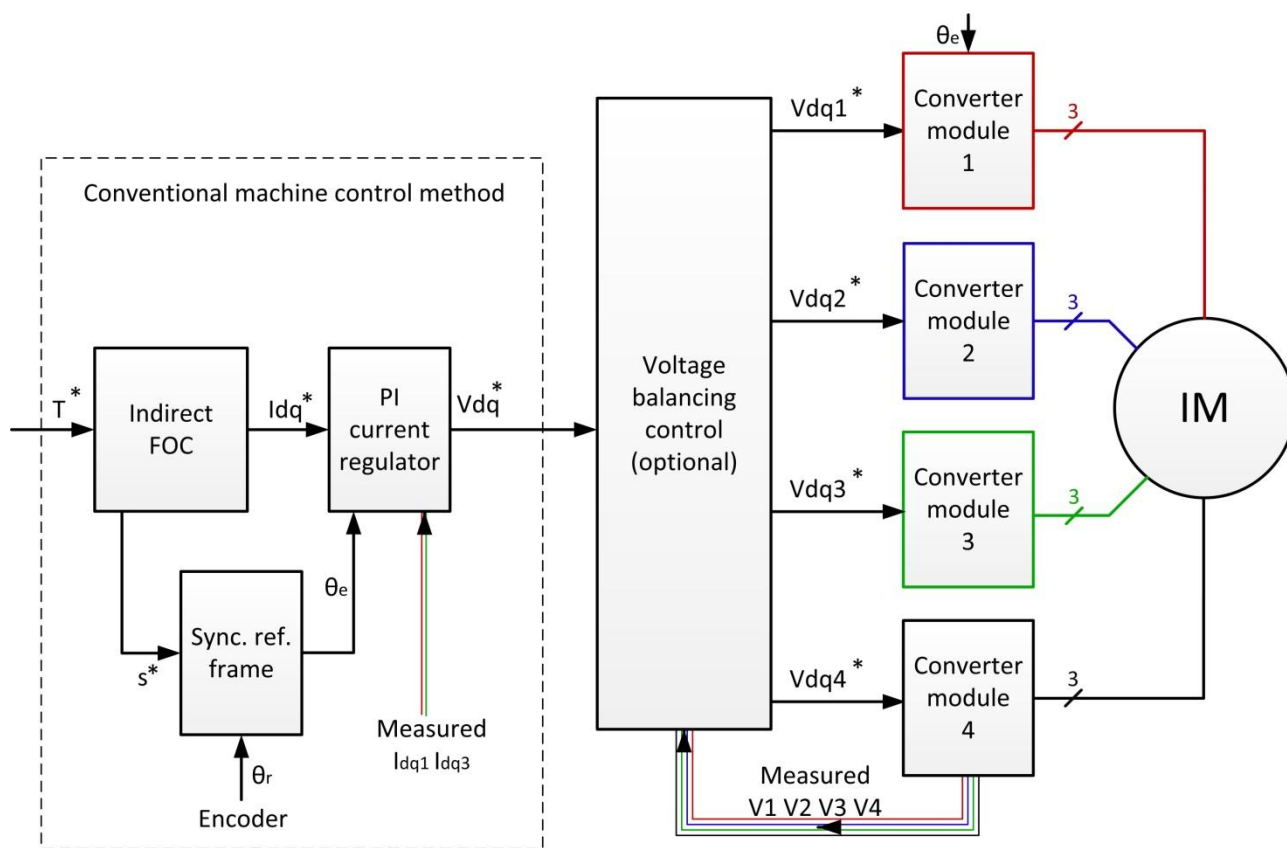 θe
Vdq1*
Converter
module
1
3
Conventional machine control method
Vdq2*
Converter
module
2
3
T*
Indirect
FOC
Idq*
PI
current
regulator
Vdq*
Voltage
balancing
control
(optional)
IM
Vdq3*
Converter
module
3
3
θe
s*
Sync. ref.
frame
Vdq4*
Converter
module
4
3
Measured
Idq1 Idq3
θr
Encoder
Measured
V1 V2 V3 V4